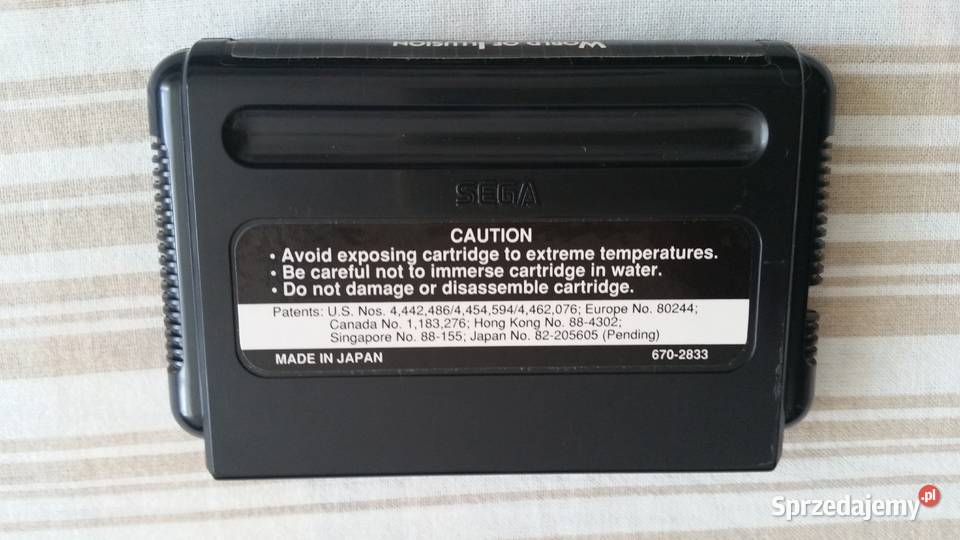 WORLD OF ILLUSION
SEGA
CAUTION
• Avoid exposing cartridge to extreme temperatures.
• Be careful not to immerse cartridge in water.
• Do not damage or disassemble cartridge.
Patents: U.S. Nos. 4,442,486/4,454,594/4,462,076; Europe No. 80244;
Canada No. 1,183,276; Hong Kong No. 88-4302;
Singapore No. 88-155; Japan No. 82-205605 (Pending)
MADE IN JAPAN 670-2833
Sprzedajemy.pl